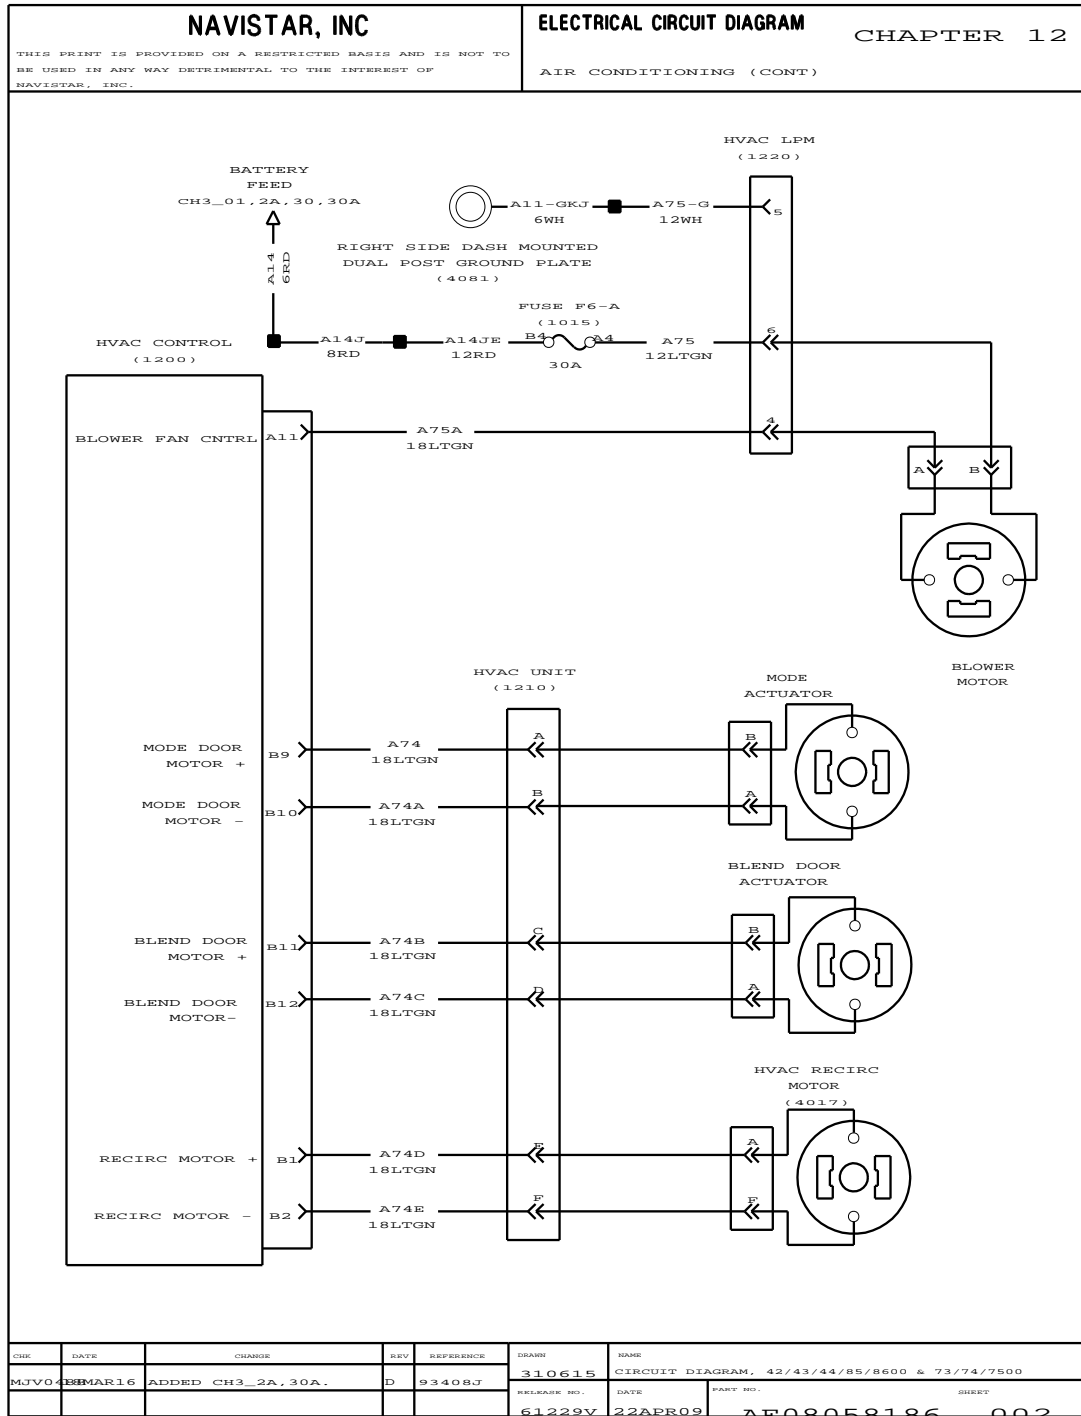 NAVISTAR, INC
THIS PRINT IS PROVIDED ON A RESTRICTED BASIS AND IS NOT TO
BE USED IN ANY WAY DETRIMENTAL TO THE INTEREST OF
NAVISTAR, INC.
ELECTRICAL CIRCUIT DIAGRAM
CHAPTER 12
AIR CONDITIONING (CONT)
HVAC LPM
(1220)
BATTERY
FEED
CH3_01,2A,30,30A
A14
6RD
A11-GKJ
6WH
A75-G
12WH
5
RIGHT SIDE DASH MOUNTED
DUAL POST GROUND PLATE
(4081)
FUSE F6-A
(1015)
B4
A4
30A
A14J
8RD
A14JE
12RD
A75
12LTGN
6
HVAC CONTROL
(1200)
BLOWER FAN CNTRL
A11
A75A
18LTGN
4
A
B
BLOWER
MOTOR
HVAC UNIT
(1210)
MODE
ACTUATOR
MODE DOOR
MOTOR +
B9
A74
18LTGN
A
B
MODE DOOR
MOTOR -
B10
A74A
18LTGN
B
A
BLEND DOOR
ACTUATOR
BLEND DOOR
MOTOR +
B11
A74B
18LTGN
C
B
BLEND DOOR
MOTOR-
B12
A74C
18LTGN
D
A
HVAC RECIRC
MOTOR
(4017)
RECIRC MOTOR +
B1
A74D
18LTGN
E
A
RECIRC MOTOR -
B2
A74E
18LTGN
F
F
CHK DATE CHANGE REV REFERENCE
ADDED CH3_2A,30A. D 93408J
DRAWN
310615
NAME
CIRCUIT DIAGRAM, 42/43/44/85/8600 & 73/74/7500
RELEASE NO.
61229V
DATE
22APR09
PART NO.
AF08058186
SHEET
002